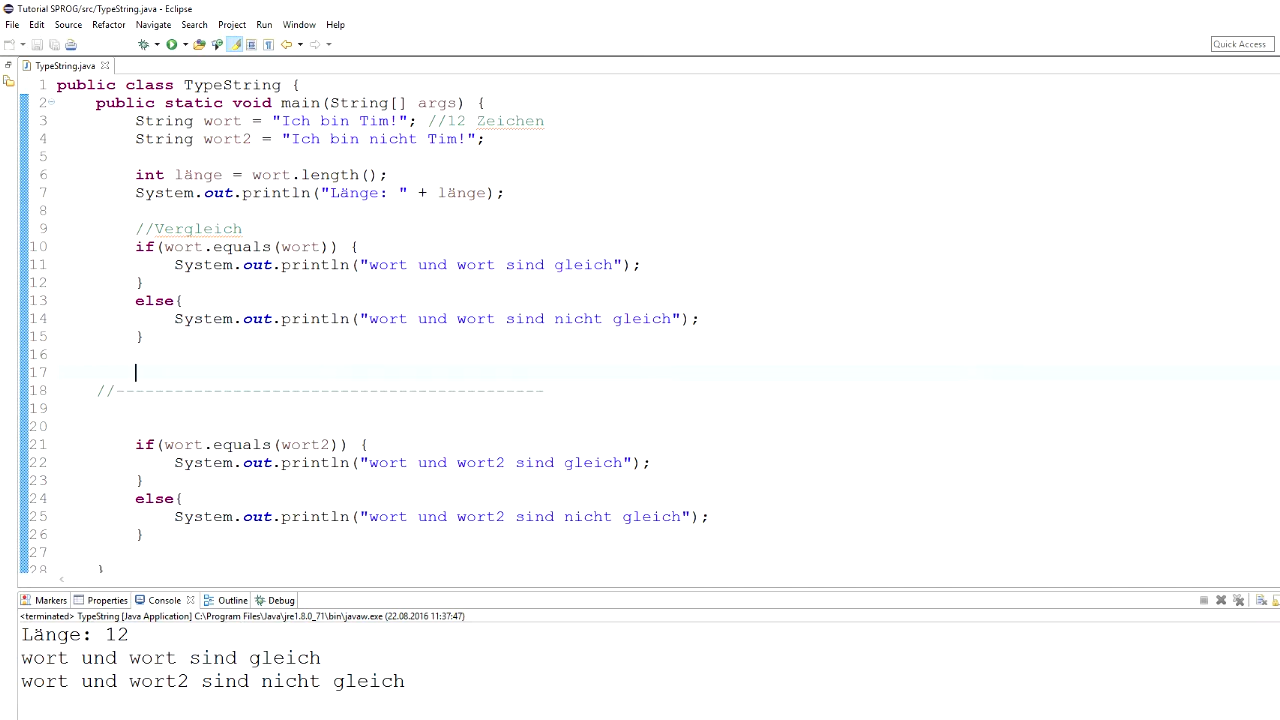 Tutorial SPROG/src/TypeString.java - Eclipse
File Edit Source Refactor Navigate Search Project Run Window Help
Quick Access
TypeString.java
1 public class TypeString {
2 public static void main(String[] args) {
3 String wort = "Ich bin Tim!"; //12 Zeichen
4 String wort2 = "Ich bin nicht Tim!";
5
6 int länge = wort.length();
7 System.out.println("Länge: " + länge);
8
9 //Vergleich
10 if(wort.equals(wort)) {
11 System.out.println("wort und wort sind gleich");
12 }
13 else{
14 System.out.println("wort und wort sind nicht gleich");
15 }
16
17
18 //--------------------------------------------
19
20
21 if(wort.equals(wort2)) {
22 System.out.println("wort und wort2 sind gleich");
23 }
24 else{
25 System.out.println("wort und wort2 sind nicht gleich");
26 }
27
28 }
Markers Properties Console Outline Debug
<terminated> TypeString [Java Application] C:\Program Files\Java\jre1.8.0_71\bin\javaw.exe (22.08.2016 11:37:47)
Länge: 12
wort und wort sind gleich
wort und wort2 sind nicht gleich